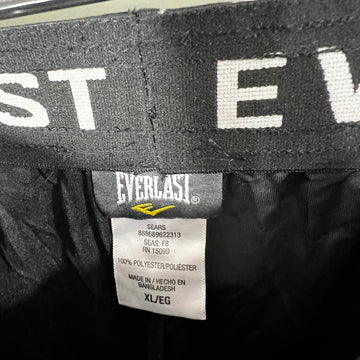 ST EV
EVERLAST®
SEARS
888689622313
SEAS: F8
RN 15099
100% POLYESTER/POLIÉSTER
MADE IN / HECHO EN
BANGLADESH
XL/EG